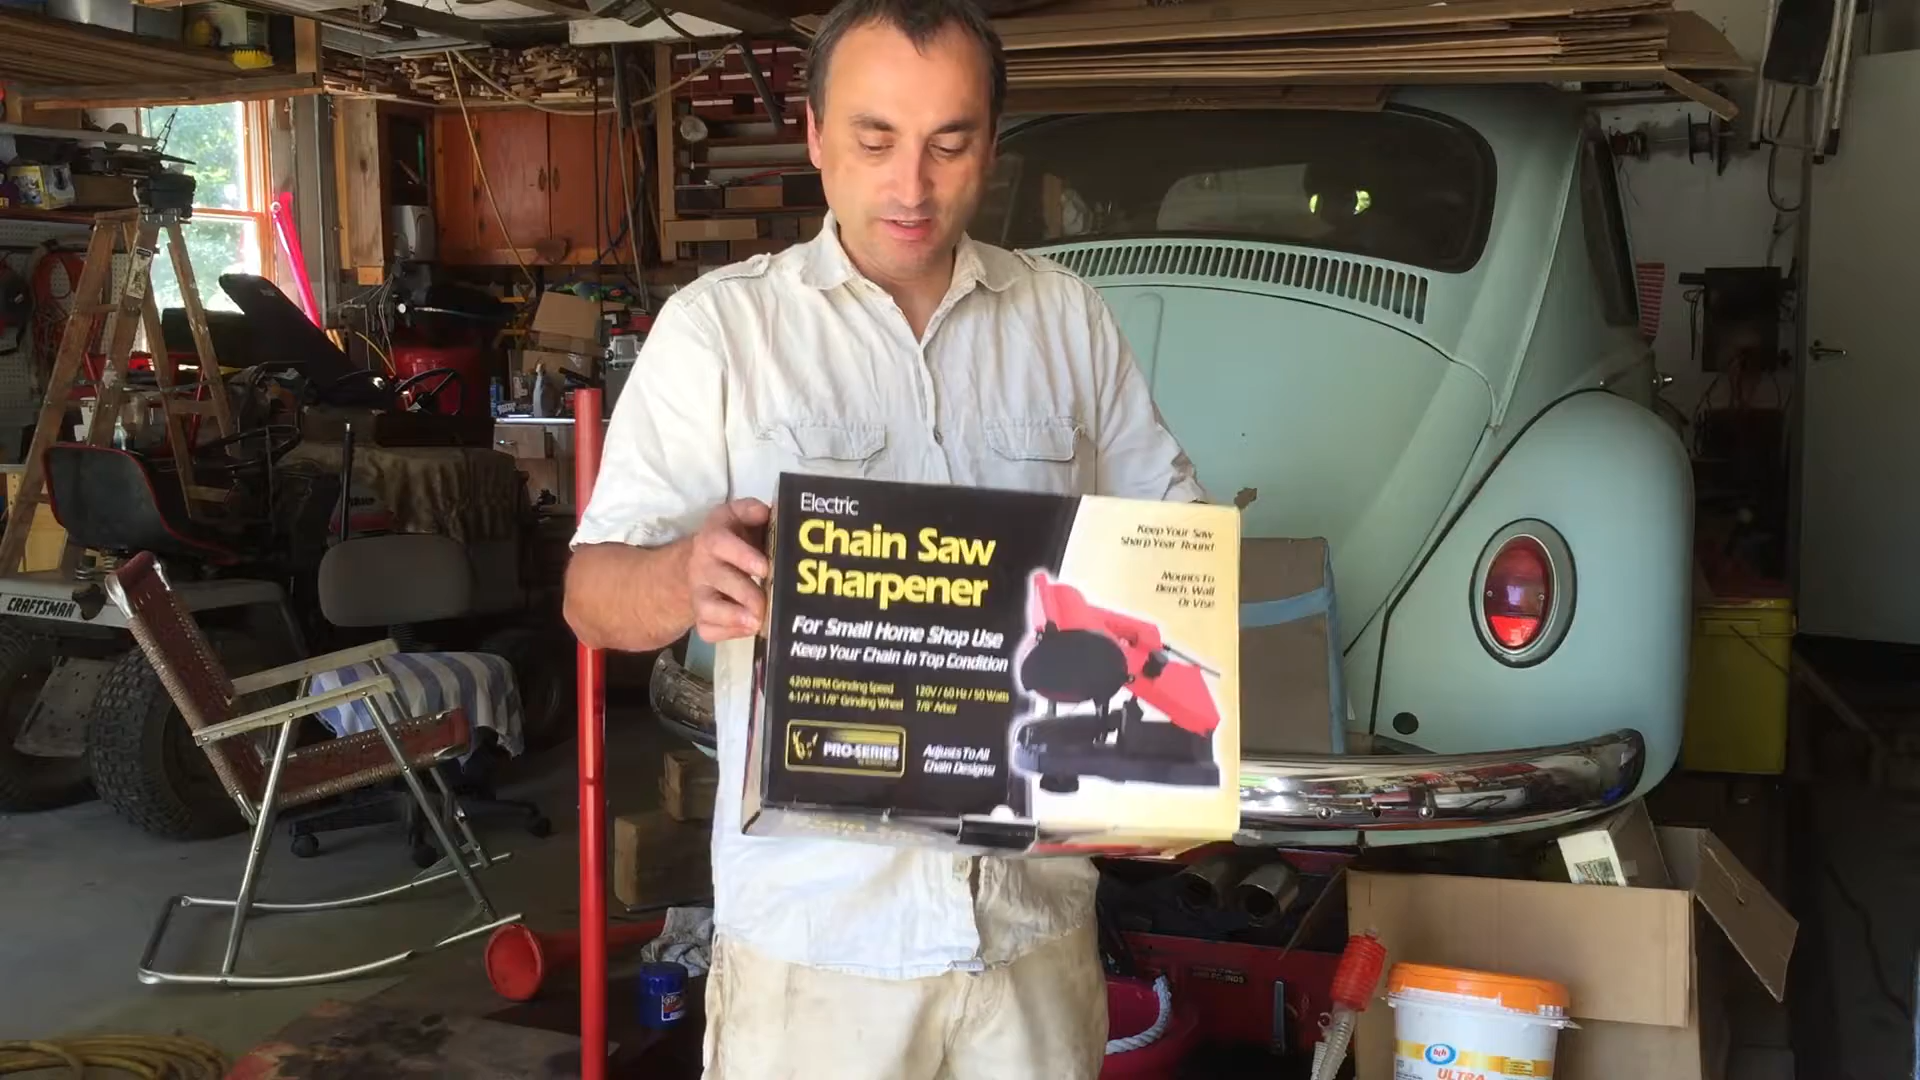 Electric
Chain Saw
Sharpener
For Small Home Shop Use
Keep Your Chain In Top Condition
4200 RPM Grinding Speed
4-1/4" x 1/8" Grinding Wheel
120V / 60 Hz / 50 Watts
7/8" Arbor
PRO-SERIES
Adjusts To All
Chain Designs!
Keep Your Saw
Sharp Year Round
Mounts To
Bench, Wall
Or Vise
CRAFTSMAN
hth
ULTRA